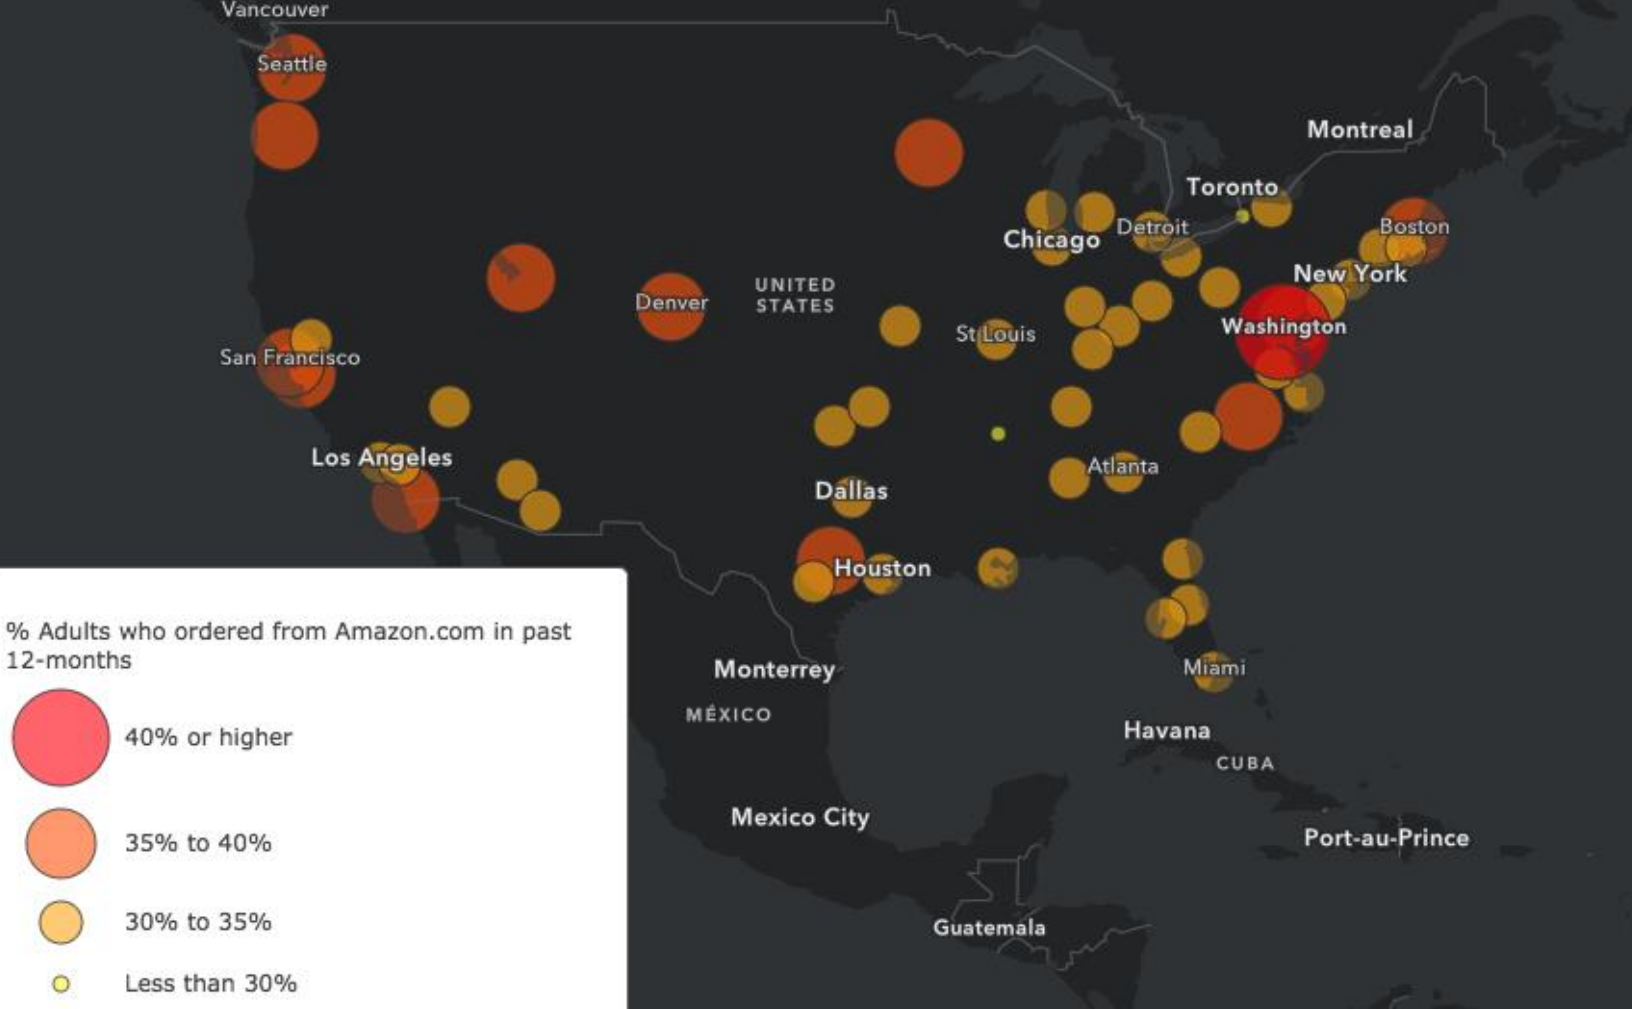 Vancouver
Seattle
Montreal
Toronto
Boston
Detroit
Chicago
New York
UNITED
STATES
Denver
Washington
St Louis
San Francisco
Los Angeles
Atlanta
Dallas
Houston
% Adults who ordered from Amazon.com in past
12-months
40% or higher
35% to 40%
30% to 35%
Less than 30%
Monterrey
Miami
MÉXICO
Havana
CUBA
Mexico City
Port-au-Prince
Guatemala